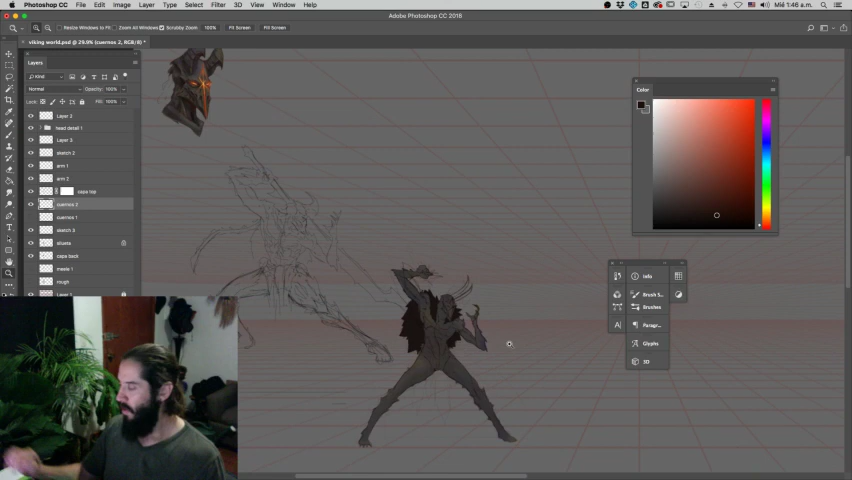 Photoshop CC File Edit Image Layer Type Select Filter 3D View Window Help 100% Mié 1:46 a.m.
Adobe Photoshop CC 2018
Resize Windows to Fit Zoom All Windows Scrubby Zoom 100% Fit Screen Fit Screen
viking world.psd @ 29.9% (cuernos 2, RGB/8) *
Layers
Kind
Normal Opacity: 100%
Lock: Fill: 100%
Layer 2
head detail 1
Layer 3
sketch 2
arm 1
arm 2
capa top
cuernos 2
cuernos 1
sketch 3
silueta
capa back
rough
Layer 1
Color
Info
Brush S...
Brushes
Paragr...
Glyphs
3D